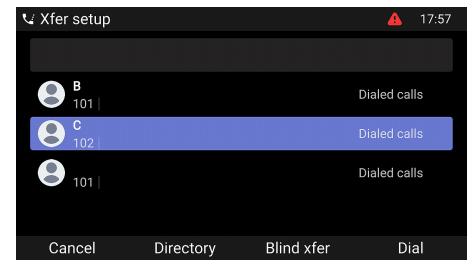 Xfer setup 17:57
B
101 Dialed calls
C
102 Dialed calls
101 Dialed calls
Cancel Directory Blind xfer Dial